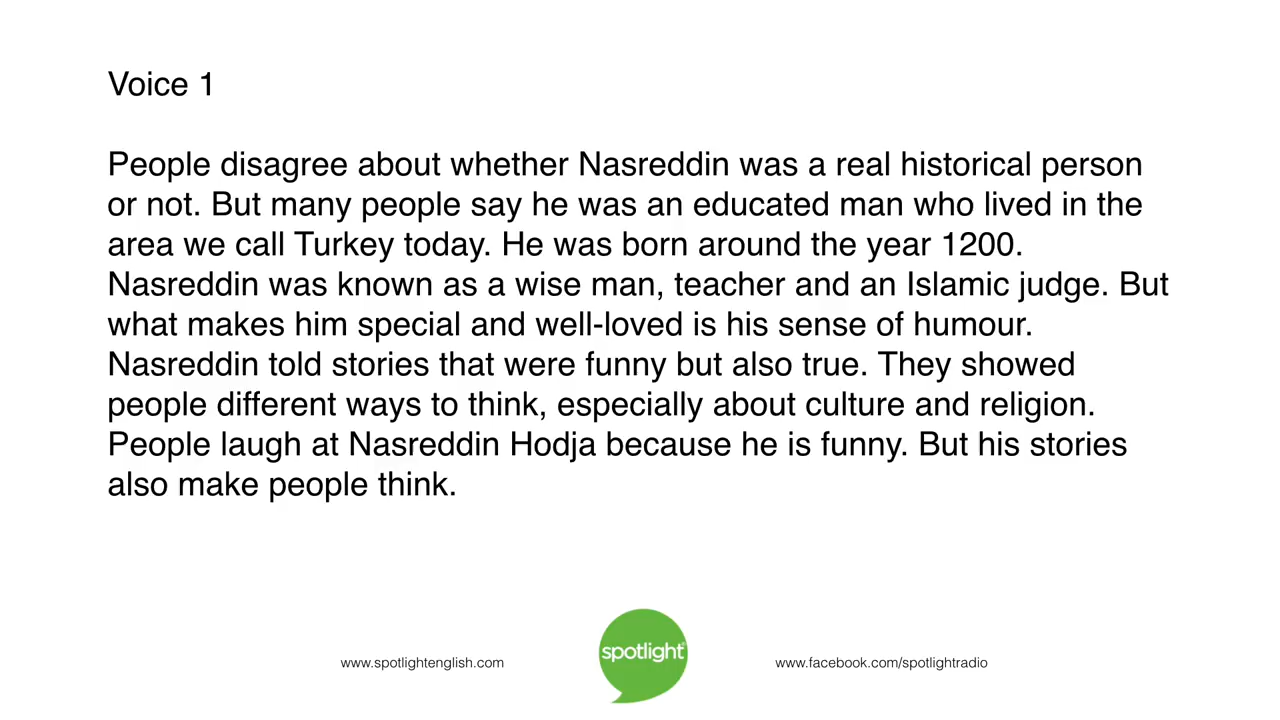 Voice 1
People disagree about whether Nasreddin was a real historical person
or not. But many people say he was an educated man who lived in the
area we call Turkey today. He was born around the year 1200.
Nasreddin was known as a wise man, teacher and an Islamic judge. But
what makes him special and well-loved is his sense of humour.
Nasreddin told stories that were funny but also true. They showed
people different ways to think, especially about culture and religion.
People laugh at Nasreddin Hodja because he is funny. But his stories
also make people think.
www.spotlightenglish.com
spotlight®
www.facebook.com/spotlightradio